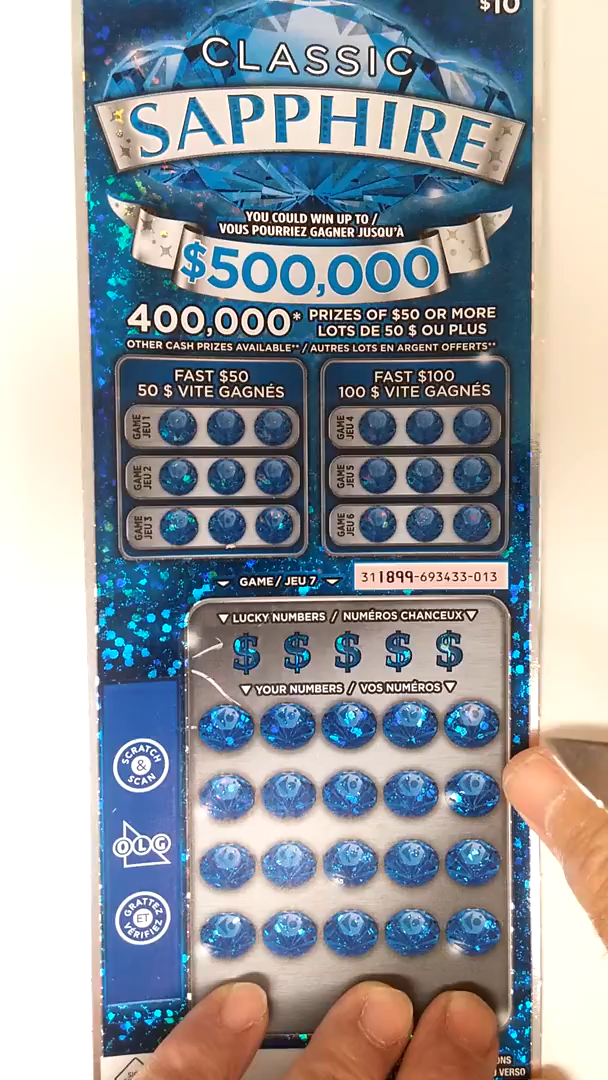 $10
CLASSIC
SAPPHIRE
YOU COULD WIN UP TO /
VOUS POURRIEZ GAGNER JUSQU'À
$500,000
400,000* PRIZES OF $50 OR MORE
LOTS DE 50 $ OU PLUS
OTHER CASH PRIZES AVAILABLE** / AUTRES LOTS EN ARGENT OFFERTS**
FAST $50
50 $ VITE GAGNÉS
GAME
JEU 1
GAME
JEU 2
GAME
JEU 3
FAST $100
100 $ VITE GAGNÉS
GAME
JEU 4
GAME
JEU 5
GAME
JEU 6
GAME / JEU 7
311899-693433-013
LUCKY NUMBERS / NUMÉROS CHANCEUX
$ $ $ $ $
YOUR NUMBERS / VOS NUMÉROS
SCRATCH
&
SCAN
OLG
GRATTEZ
ET
VÉRIFIEZ
VERSO